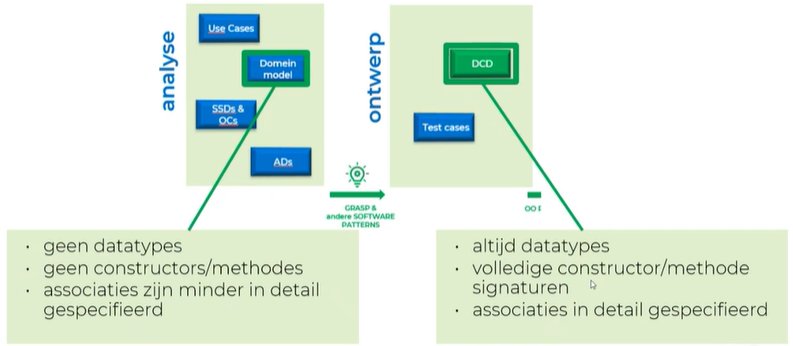 analyse
Use Cases
Domein
model
SSDs &
OCs
ADs
GRASP &
andere SOFTWARE
PATTERNS
ontwerp
DCD
Test cases
OO
· geen datatypes
· geen constructors/methodes
· associaties zijn minder in detail
gespecifieerd
· altijd datatypes
· volledige constructor/methode
signaturen
· associaties in detail gespecifieerd